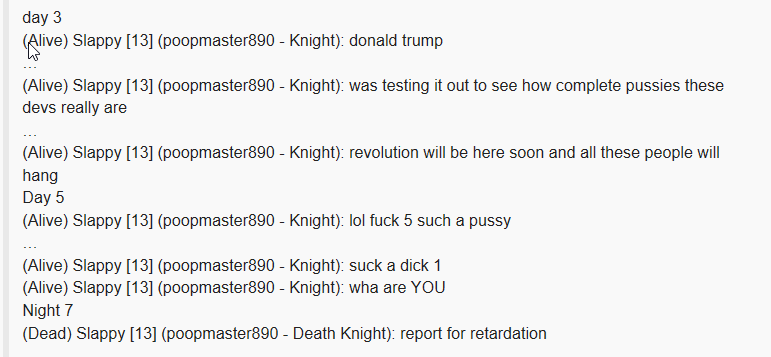 day 3
(Alive) Slappy [13] (poopmaster890 - Knight): donald trump
...
(Alive) Slappy [13] (poopmaster890 - Knight): was testing it out to see how complete pussies these
devs really are
...
(Alive) Slappy [13] (poopmaster890 - Knight): revolution will be here soon and all these people will
hang
Day 5
(Alive) Slappy [13] (poopmaster890 - Knight): lol fuck 5 such a pussy
...
(Alive) Slappy [13] (poopmaster890 - Knight): suck a dick 1
(Alive) Slappy [13] (poopmaster890 - Knight): wha are YOU
Night 7
(Dead) Slappy [13] (poopmaster890 - Death Knight): report for retardation